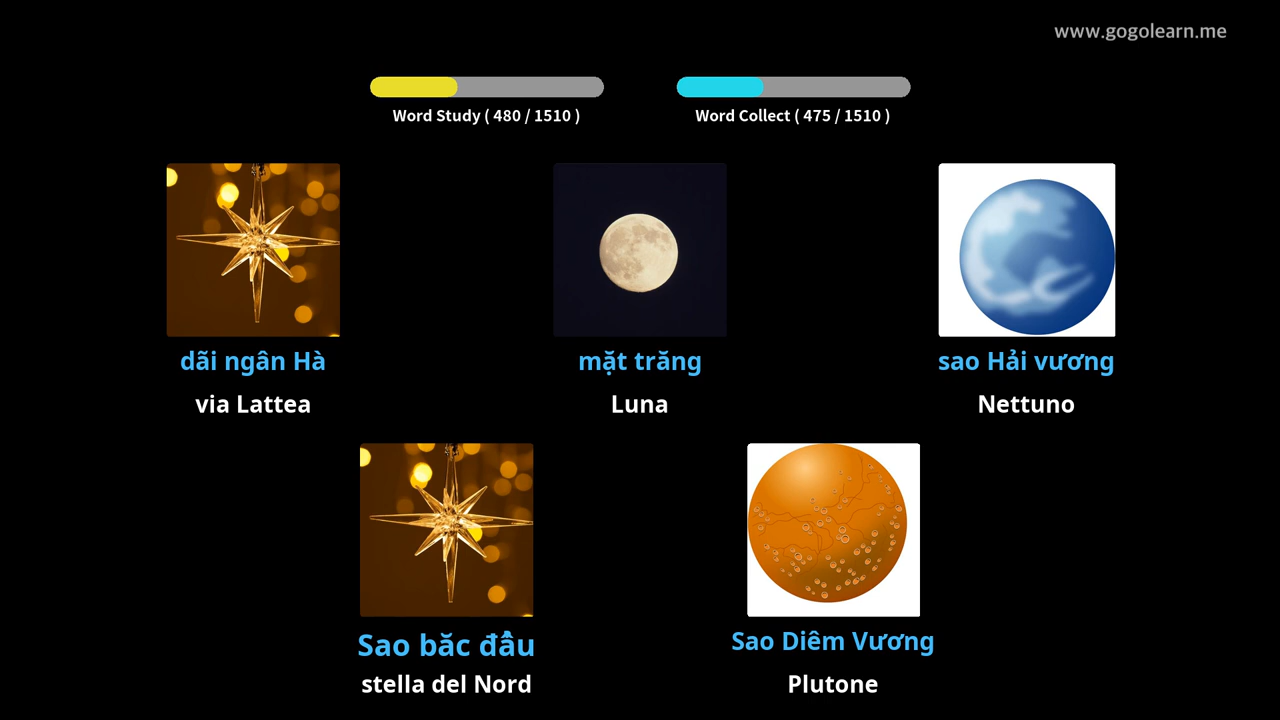 www.gogolearn.me
Word Study ( 480 / 1510 )
Word Collect ( 475 / 1510 )
dãi ngân Hà
mặt trăng
sao Hải vương
via Lattea
Luna
Nettuno
Sao băc đẩu
Sao Diêm Vương
stella del Nord
Plutone